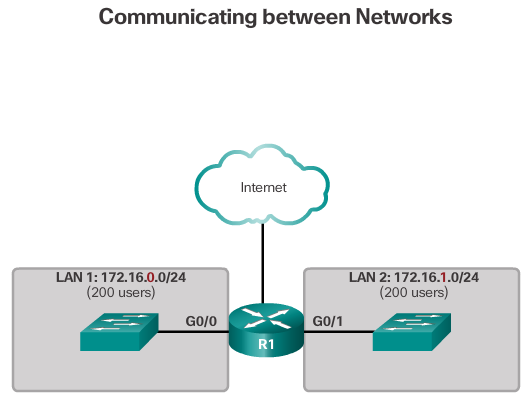 Communicating between Networks
Internet
LAN 1: 172.16.0.0/24
(200 users)
LAN 2: 172.16.1.0/24
(200 users)
G0/0
R1
G0/1